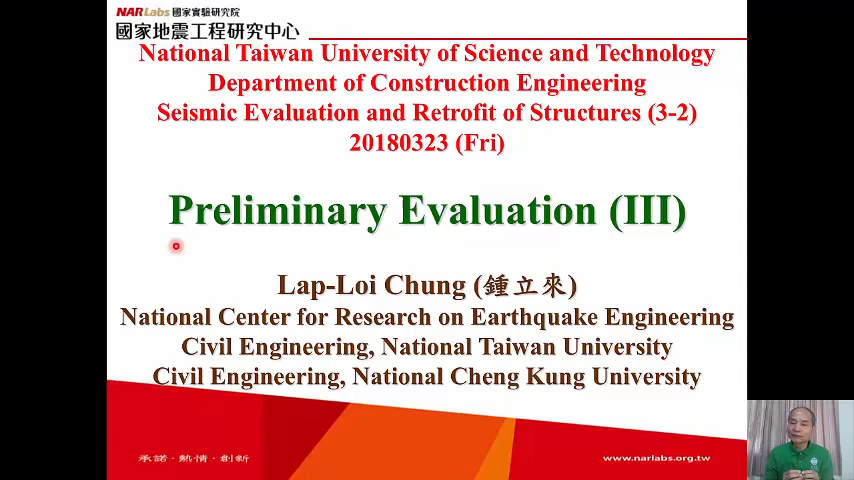 NARLabs 國家實驗研究院
國家地震工程研究中心
National Taiwan University of Science and Technology
Department of Construction Engineering
Seismic Evaluation and Retrofit of Structures (3-2)
20180323 (Fri)
Preliminary Evaluation (III)
Lap-Loi Chung (鍾立來)
National Center for Research on Earthquake Engineering
Civil Engineering, National Taiwan University
Civil Engineering, National Cheng Kung University
承諾 · 熱情 · 創新
www.narlabs.org.tw